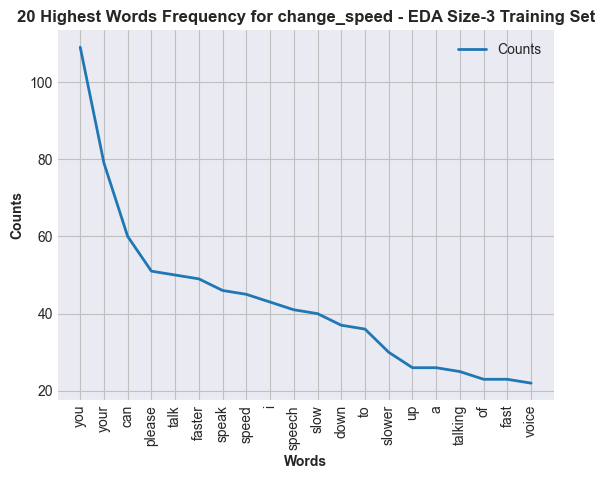 20 Highest Words Frequency for change_speed - EDA Size-3 Training Set
Counts
100
80
60
40
20
Counts
you
your
can
please
talk
faster
speak
speed
i
speech
slow
down
to
slower
up
a
talking
of
fast
voice
Words